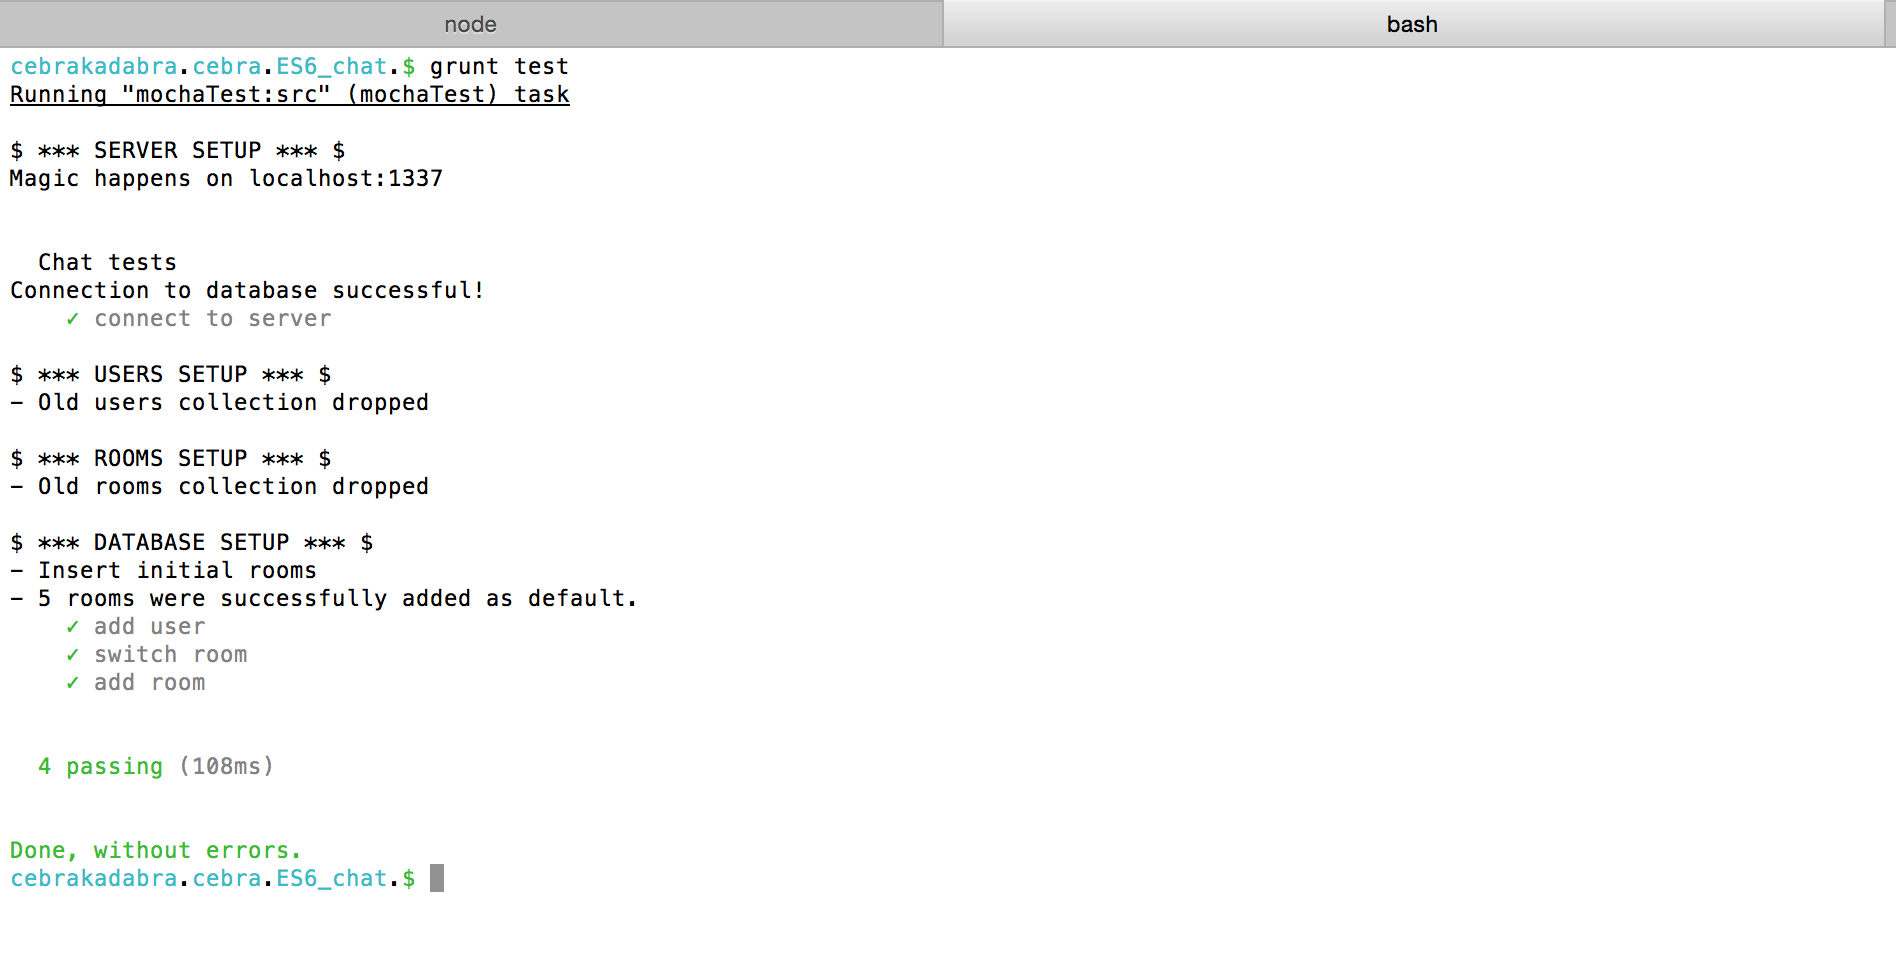 node
bash
cebrakadabra.cebra.ES6_chat.$ grunt test
Running "mochaTest:src" (mochaTest) task
$ *** SERVER SETUP *** $
Magic happens on localhost:1337
Chat tests
Connection to database successful!
✓ connect to server
$ *** USERS SETUP *** $
- Old users collection dropped
$ *** ROOMS SETUP *** $
- Old rooms collection dropped
$ *** DATABASE SETUP *** $
- Insert initial rooms
- 5 rooms were successfully added as default.
✓ add user
✓ switch room
✓ add room
4 passing (108ms)
Done, without errors.
cebrakadabra.cebra.ES6_chat.$